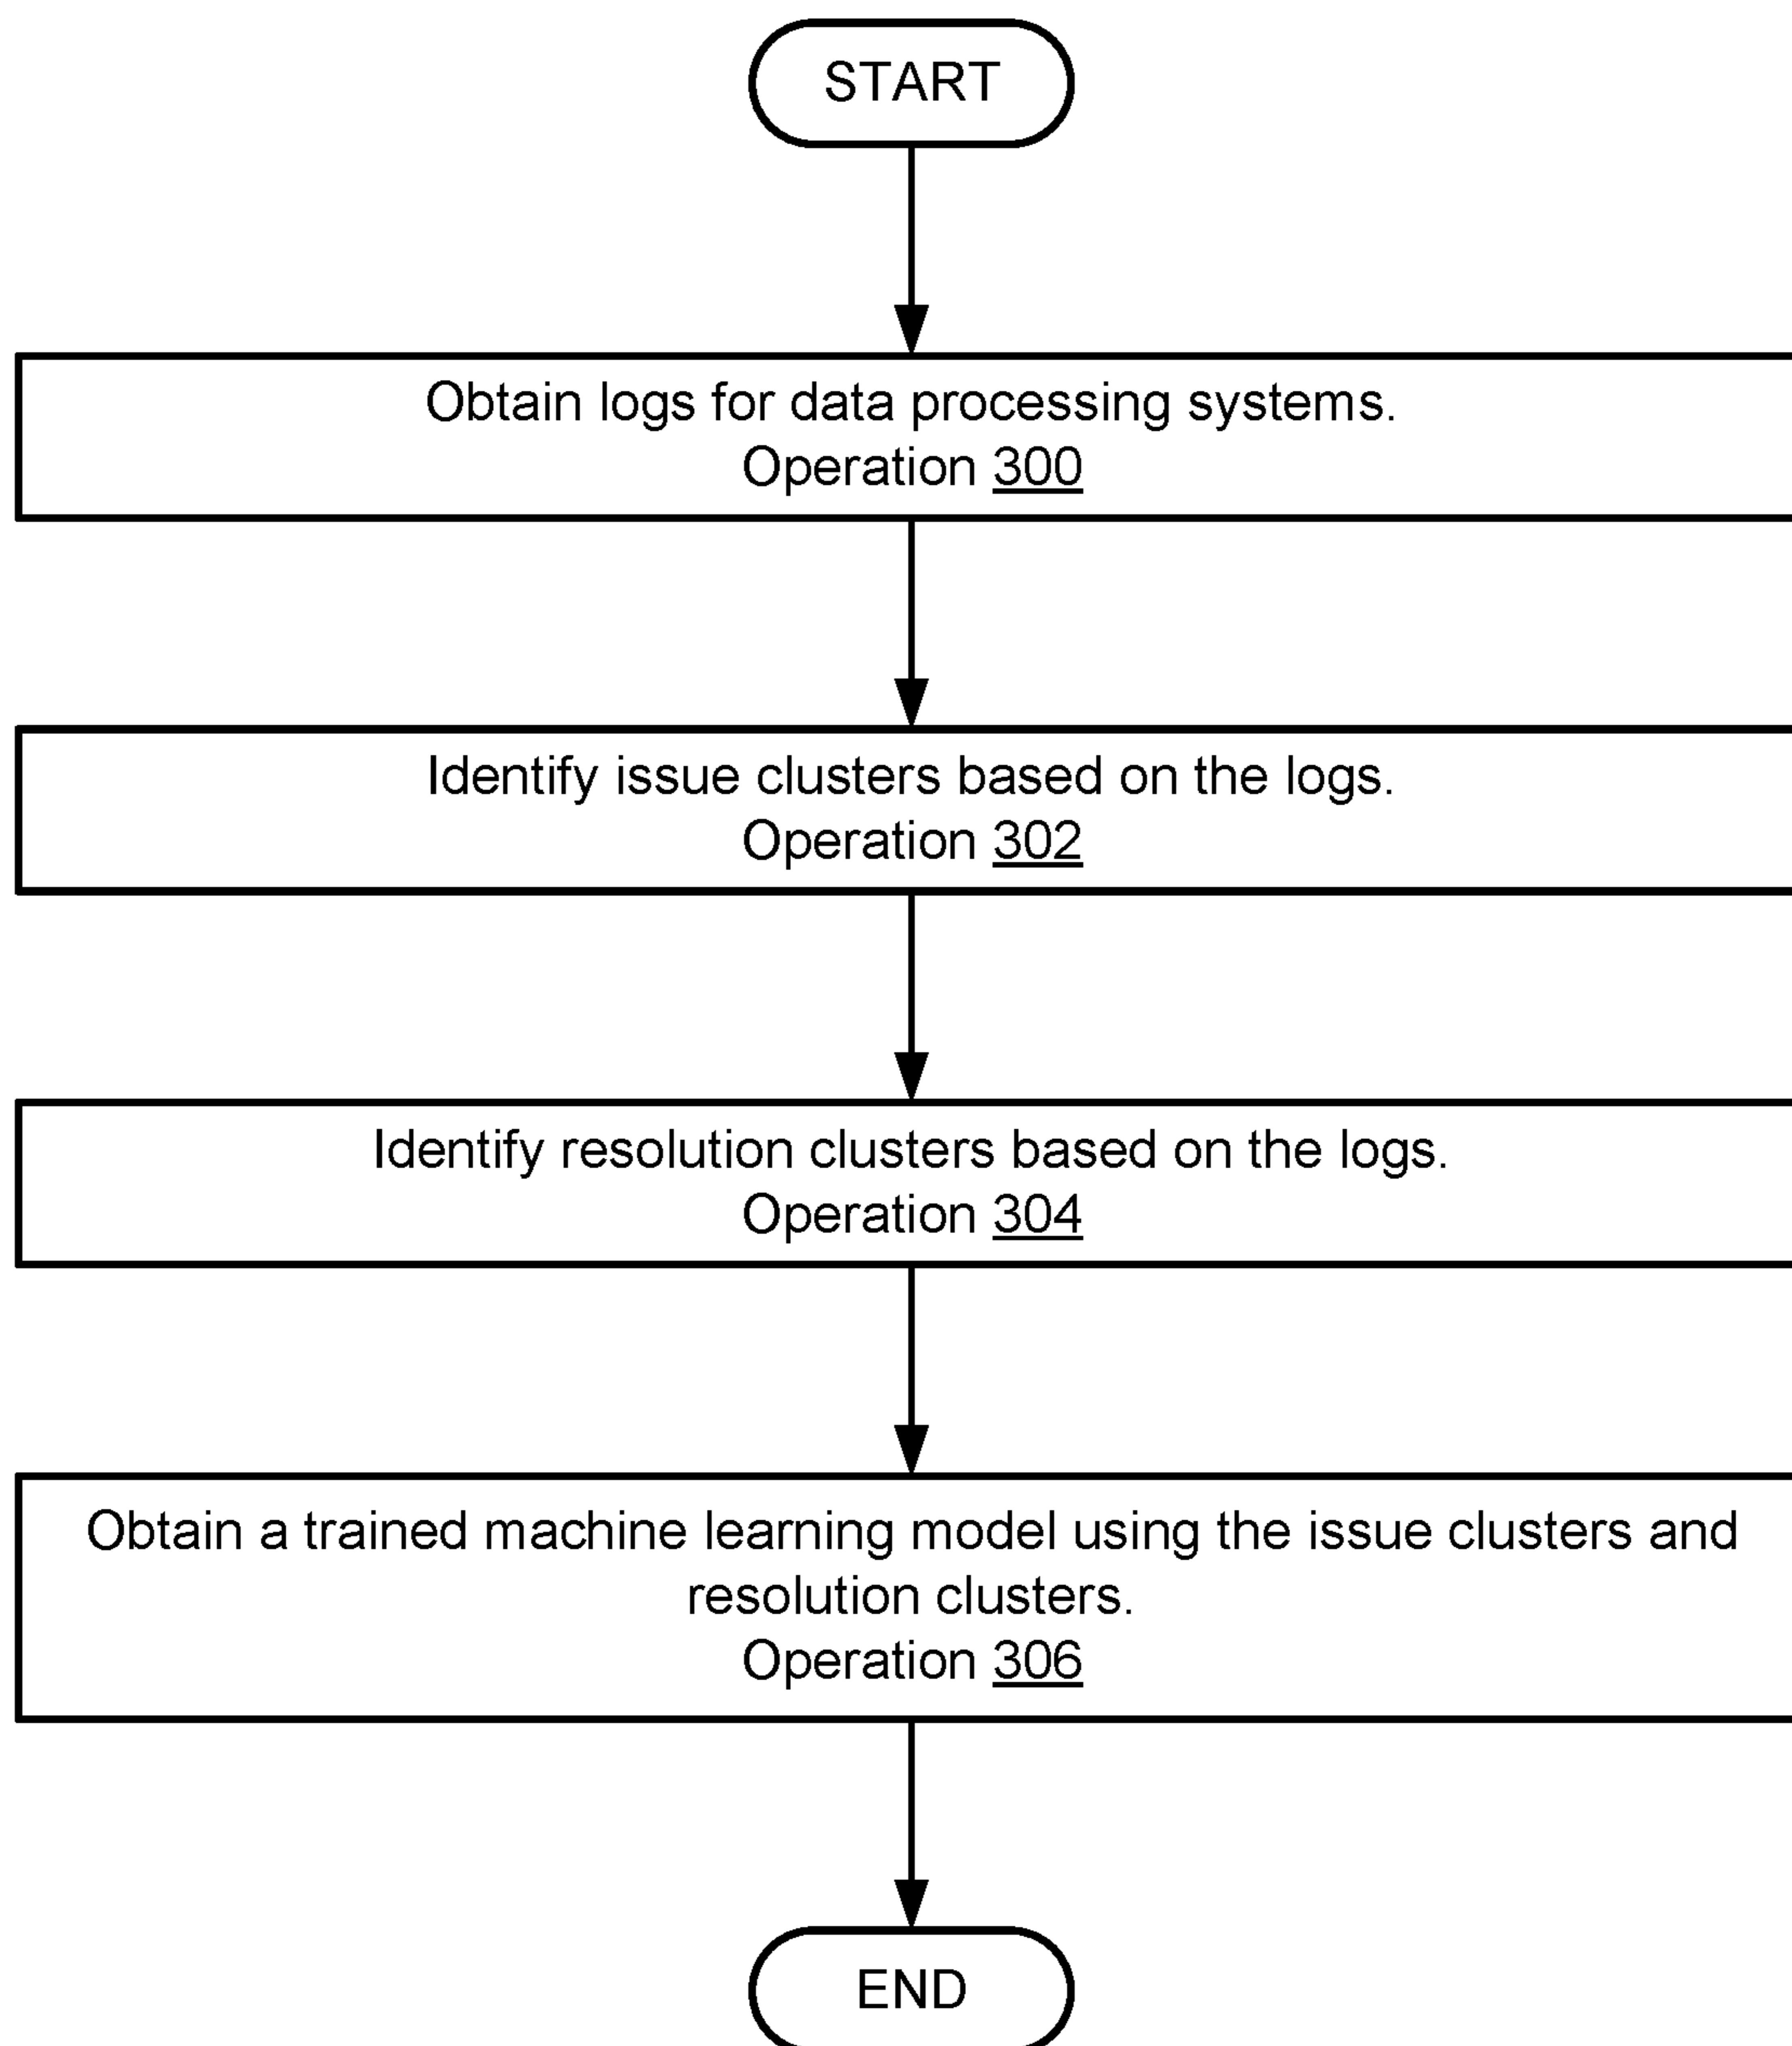 START
Obtain logs for data processing systems.
Operation 300
Identify issue clusters based on the logs.
Operation 302
Identify resolution clusters based on the logs.
Operation 304
Obtain a trained machine learning model using the issue clusters and
resolution clusters.
Operation 306
END